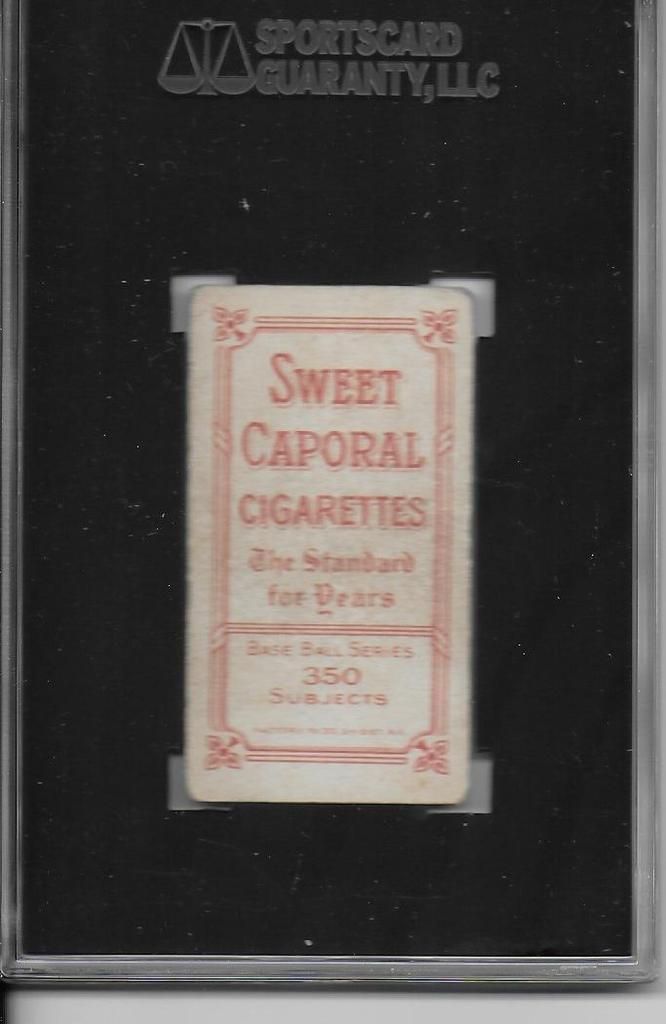 SPORTSCARD
GUARANTY, LLC
SWEET
CAPORAL
CIGARETTES
The Standard
for Years
BASE BALL SERIES
350
SUBJECTS